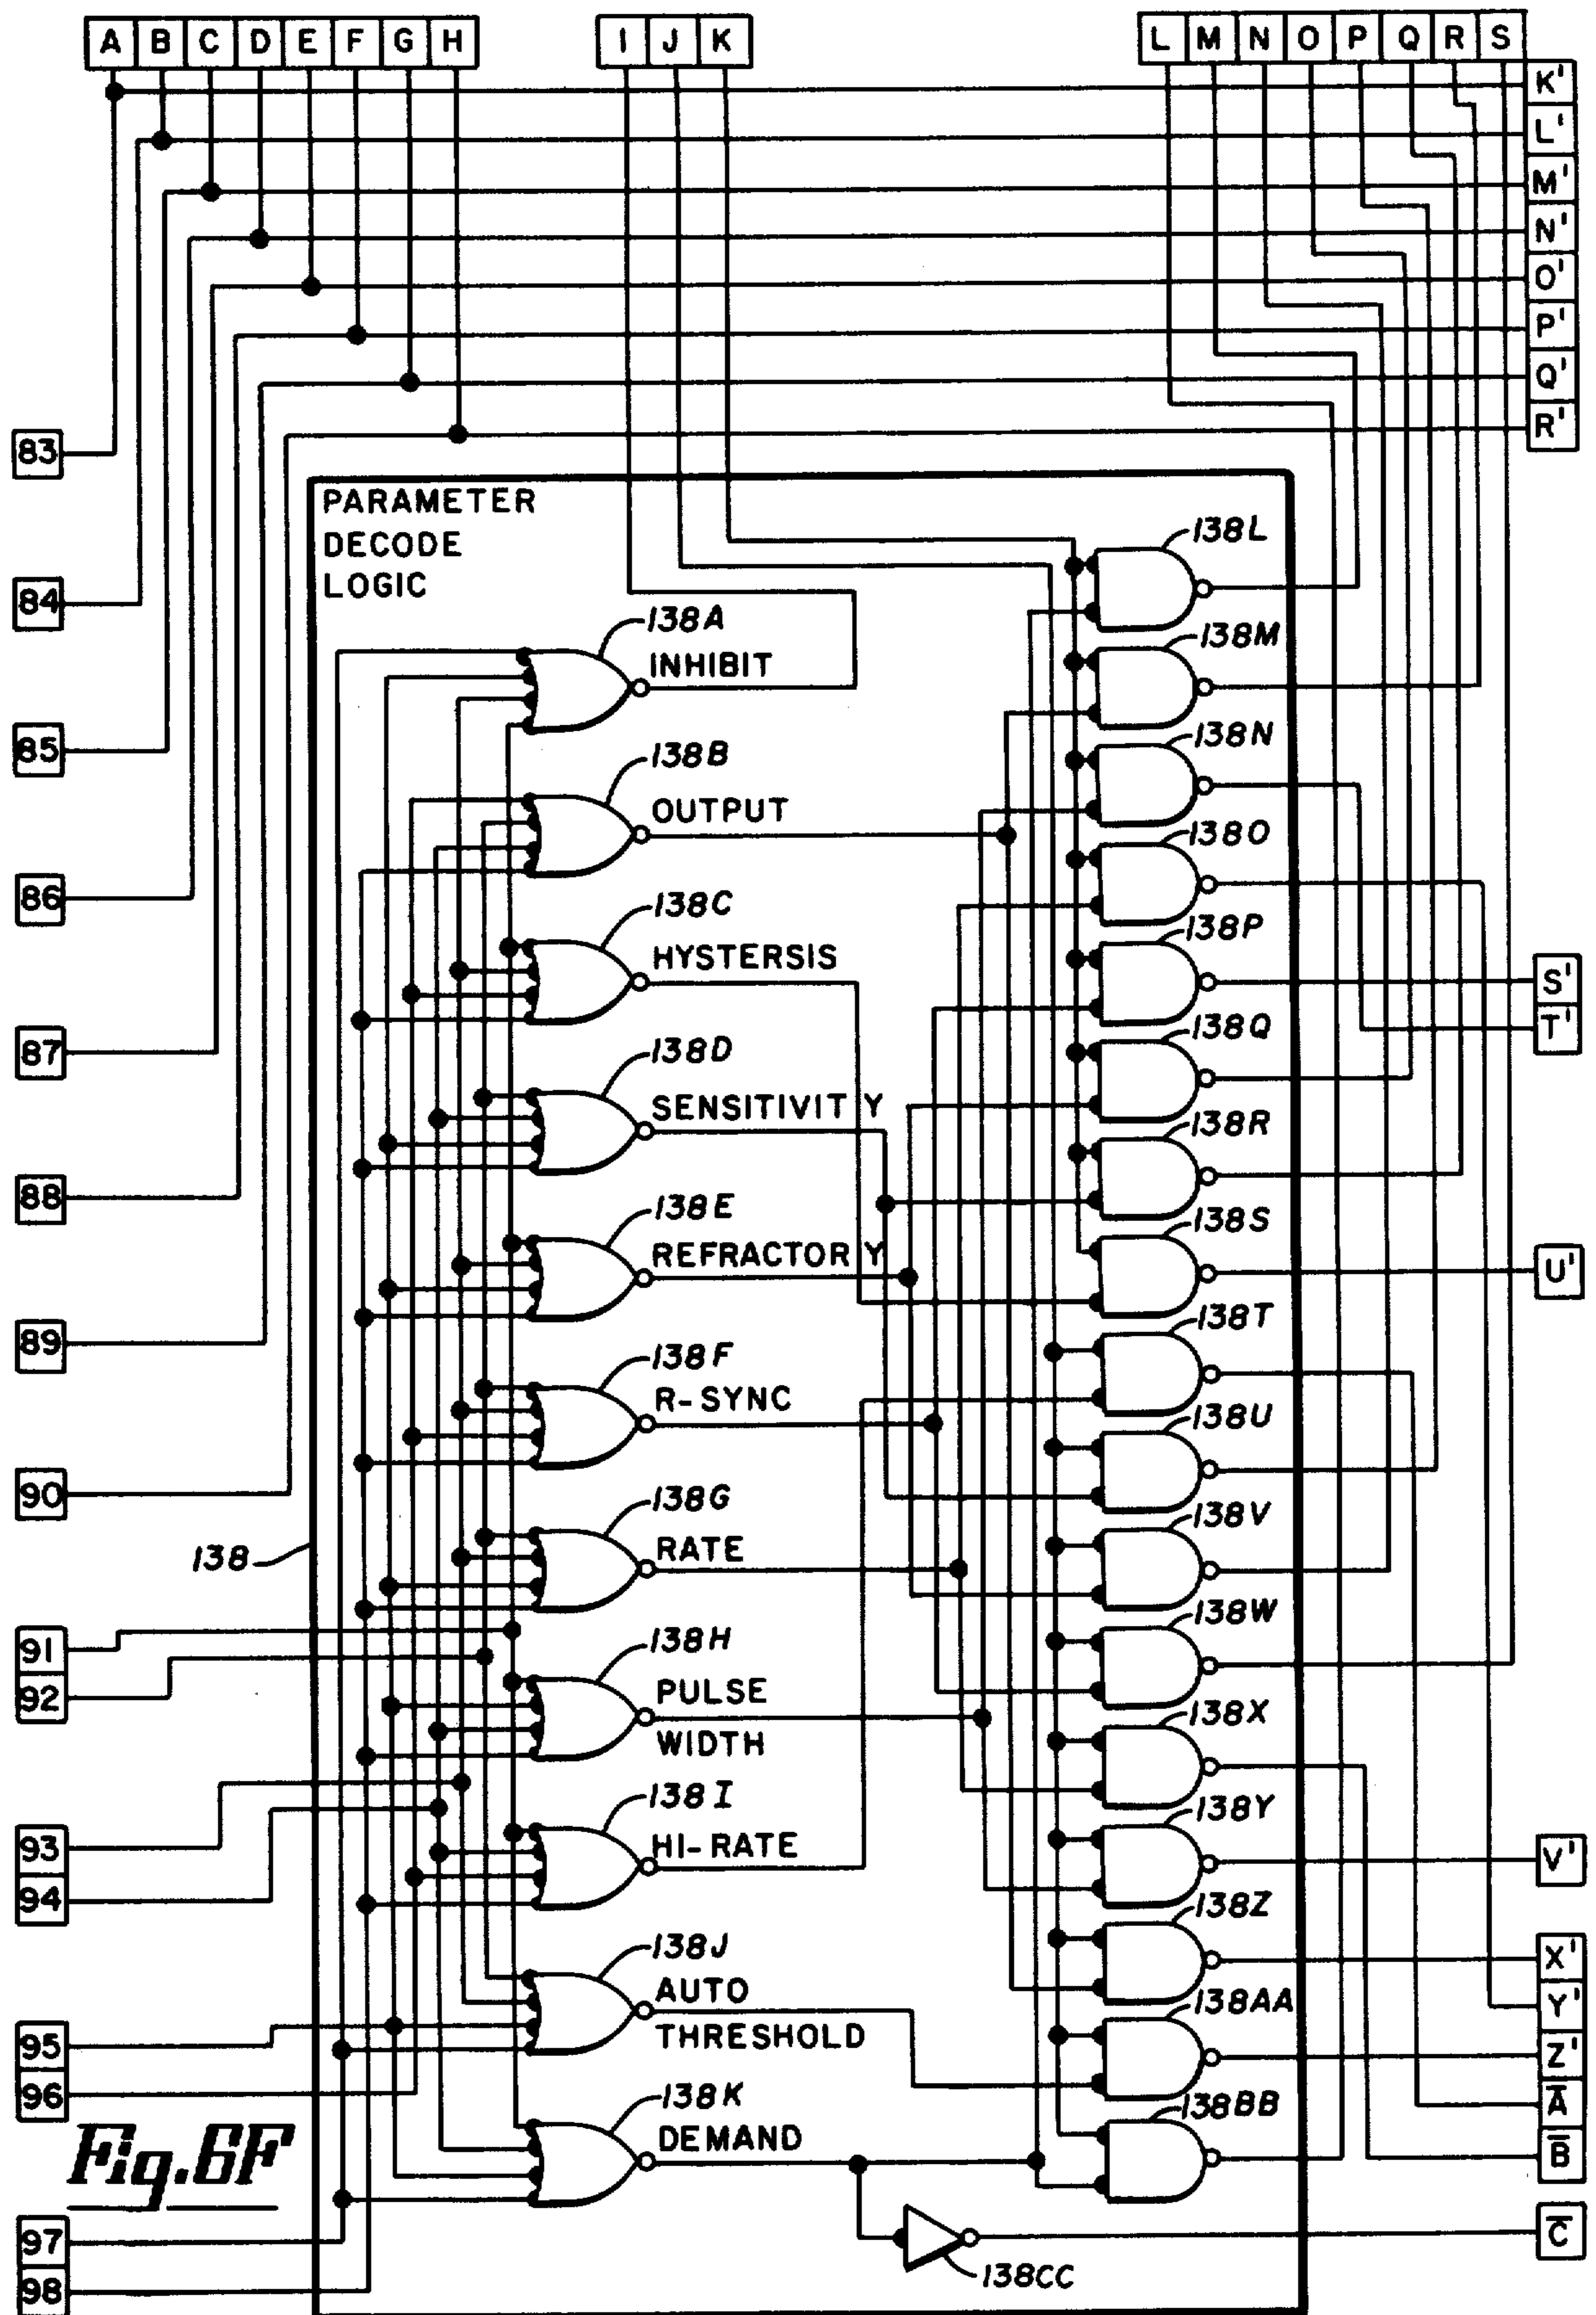 A B C D E F G H I J K L M N O P Q R S
K'
L'
M'
N'
O'
P'
Q'
R'
83
84
85
86
87
88
89
90
138
91
92
93
94
95
96
97
98
PARAMETER
DECODE
LOGIC
138A
INHIBIT
138B
OUTPUT
138C
HYSTERSIS
138D
SENSITIVITY
138E
REFRACTORY
138F
R-SYNC
138G
RATE
138H
PULSE
WIDTH
138I
HI-RATE
138J
AUTO
THRESHOLD
138K
DEMAND
138L
138M
138N
138O
138P
138Q
138R
138S
138T
138U
138V
138W
138X
138Y
138Z
138AA
138BB
138CC
S'
T'
U'
V'
X'
Y'
Z'
A̅
B̅
C̅
Fig.6F